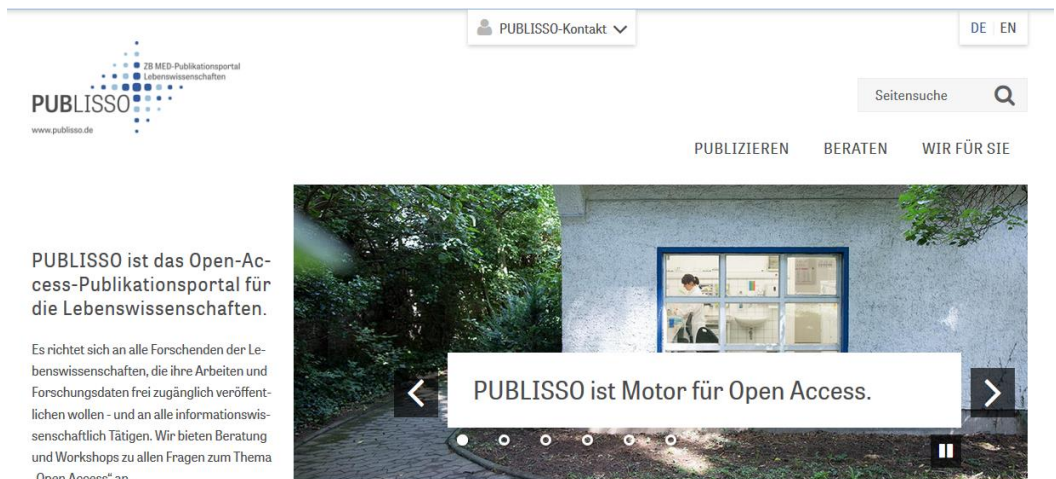 PUBLISSO-Kontakt
DE EN
ZB MED-Publikationsportal
Lebenswissenschaften
PUBLISSO
www.publisso.de
Seitensuche
PUBLIZIEREN BERATEN WIR FÜR SIE
PUBLISSO ist das Open-Ac-
cess-Publikationsportal für
die Lebenswissenschaften.
Es richtet sich an alle Forschenden der Le-
benswissenschaften, die ihre Arbeiten und
Forschungsdaten frei zugänglich veröffent-
lichen wollen - und an alle informationswis-
senschaftlich Tätigen. Wir bieten Beratung
und Workshops zu allen Fragen zum Thema
„Open Access“ an.
PUBLISSO ist Motor für Open Access.